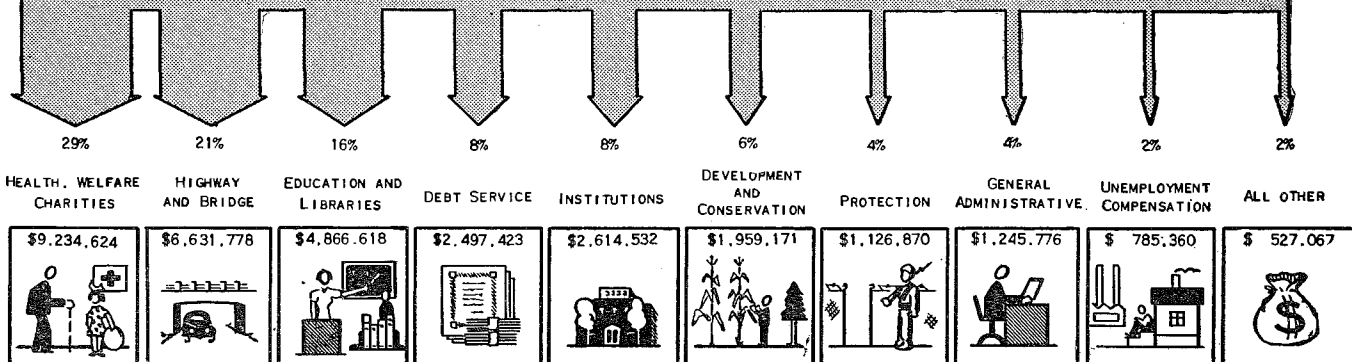 29% 21% 16% 8% 8% 6% 4% 4% 2% 2%
HEALTH, WELFARE
CHARITIES
HIGHWAY
AND BRIDGE
EDUCATION AND
LIBRARIES
DEBT SERVICE
INSTITUTIONS
DEVELOPMENT
AND
CONSERVATION
PROTECTION
GENERAL
ADMINISTRATIVE
UNEMPLOYMENT
COMPENSATION
ALL OTHER
$9.234,624 $6,631,778 $4,866.618 $2,497,423 $2,614,532 $1,959,171 $1,126,870 $1,245.776 $ 785,360 $ 527.067
$